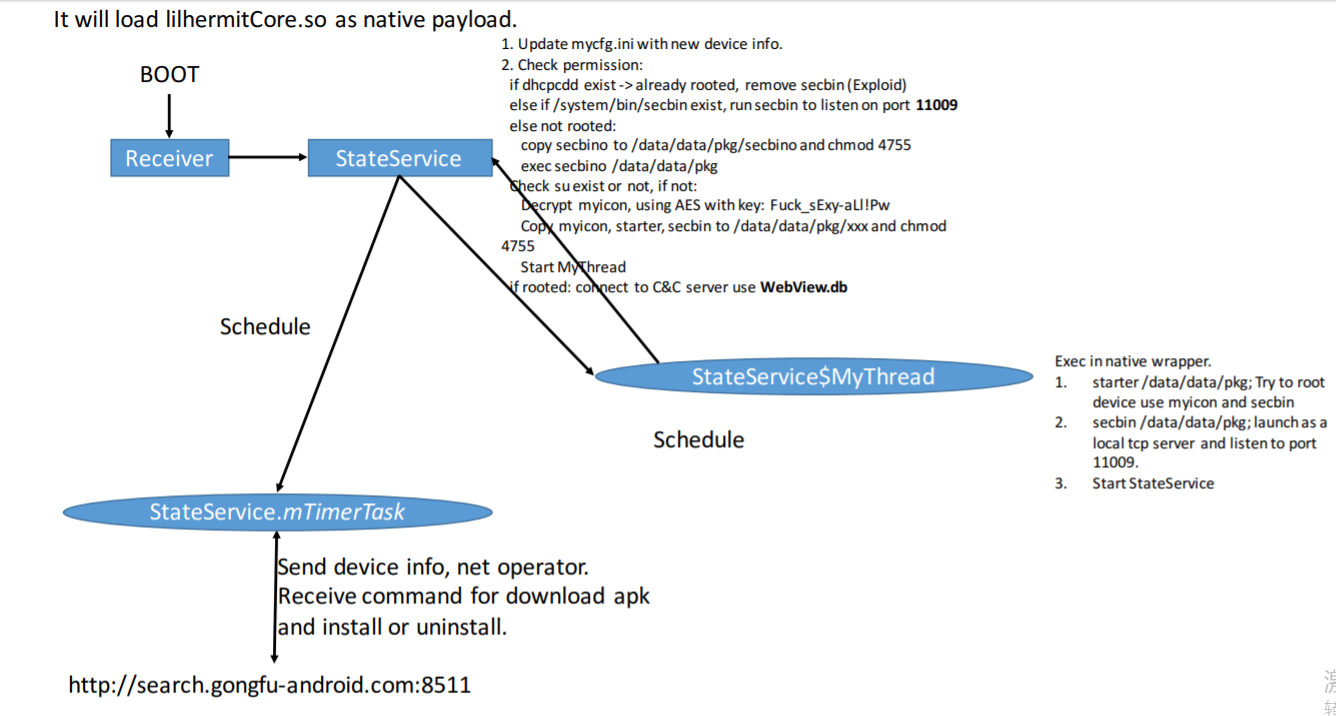 It will load lilhermitCore.so as native payload.
1. Update mycfg.ini with new device info.
2. Check permission:
if dhcpcdd exist -> already rooted, remove secbin (Exploid)
else if /system/bin/secbin exist, run secbin to listen on port 11009
else not rooted:
copy secbino to /data/data/pkg/secbino and chmod 4755
exec secbino /data/data/pkg
Check su exist or not, if not:
Decrypt myicon, using AES with key: Fuck_sExy-aLl!Pw
Copy myicon, starter, secbin to /data/data/pkg/xxx and chmod
4755
Start MyThread
if rooted: connect to C&C server use WebView.db
BOOT
Receiver
StateService
Schedule
StateService$MyThread
Schedule
Exec in native wrapper.
1. starter /data/data/pkg; Try to root
device use myicon and secbin
2. secbin /data/data/pkg; launch as a
local tcp server and listen to port
11009.
3. Start StateService
StateService.mTimerTask
Send device info, net operator.
Receive command for download apk
and install or uninstall.
http://search.gongfu-android.com:8511